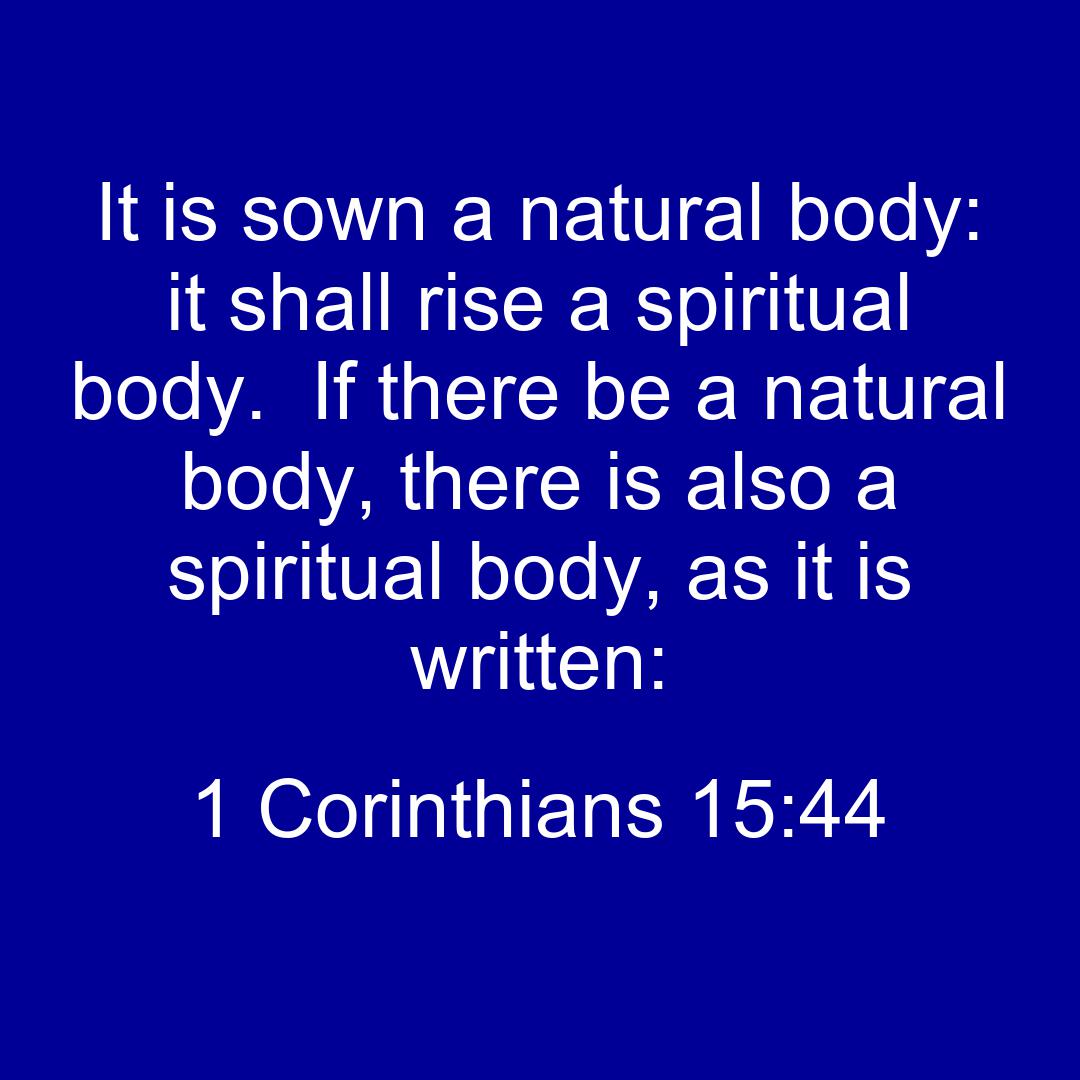 It is sown a natural body:
it shall rise a spiritual
body.  If there be a natural
body, there is also a
spiritual body, as it is
written:
1 Corinthians 15:44